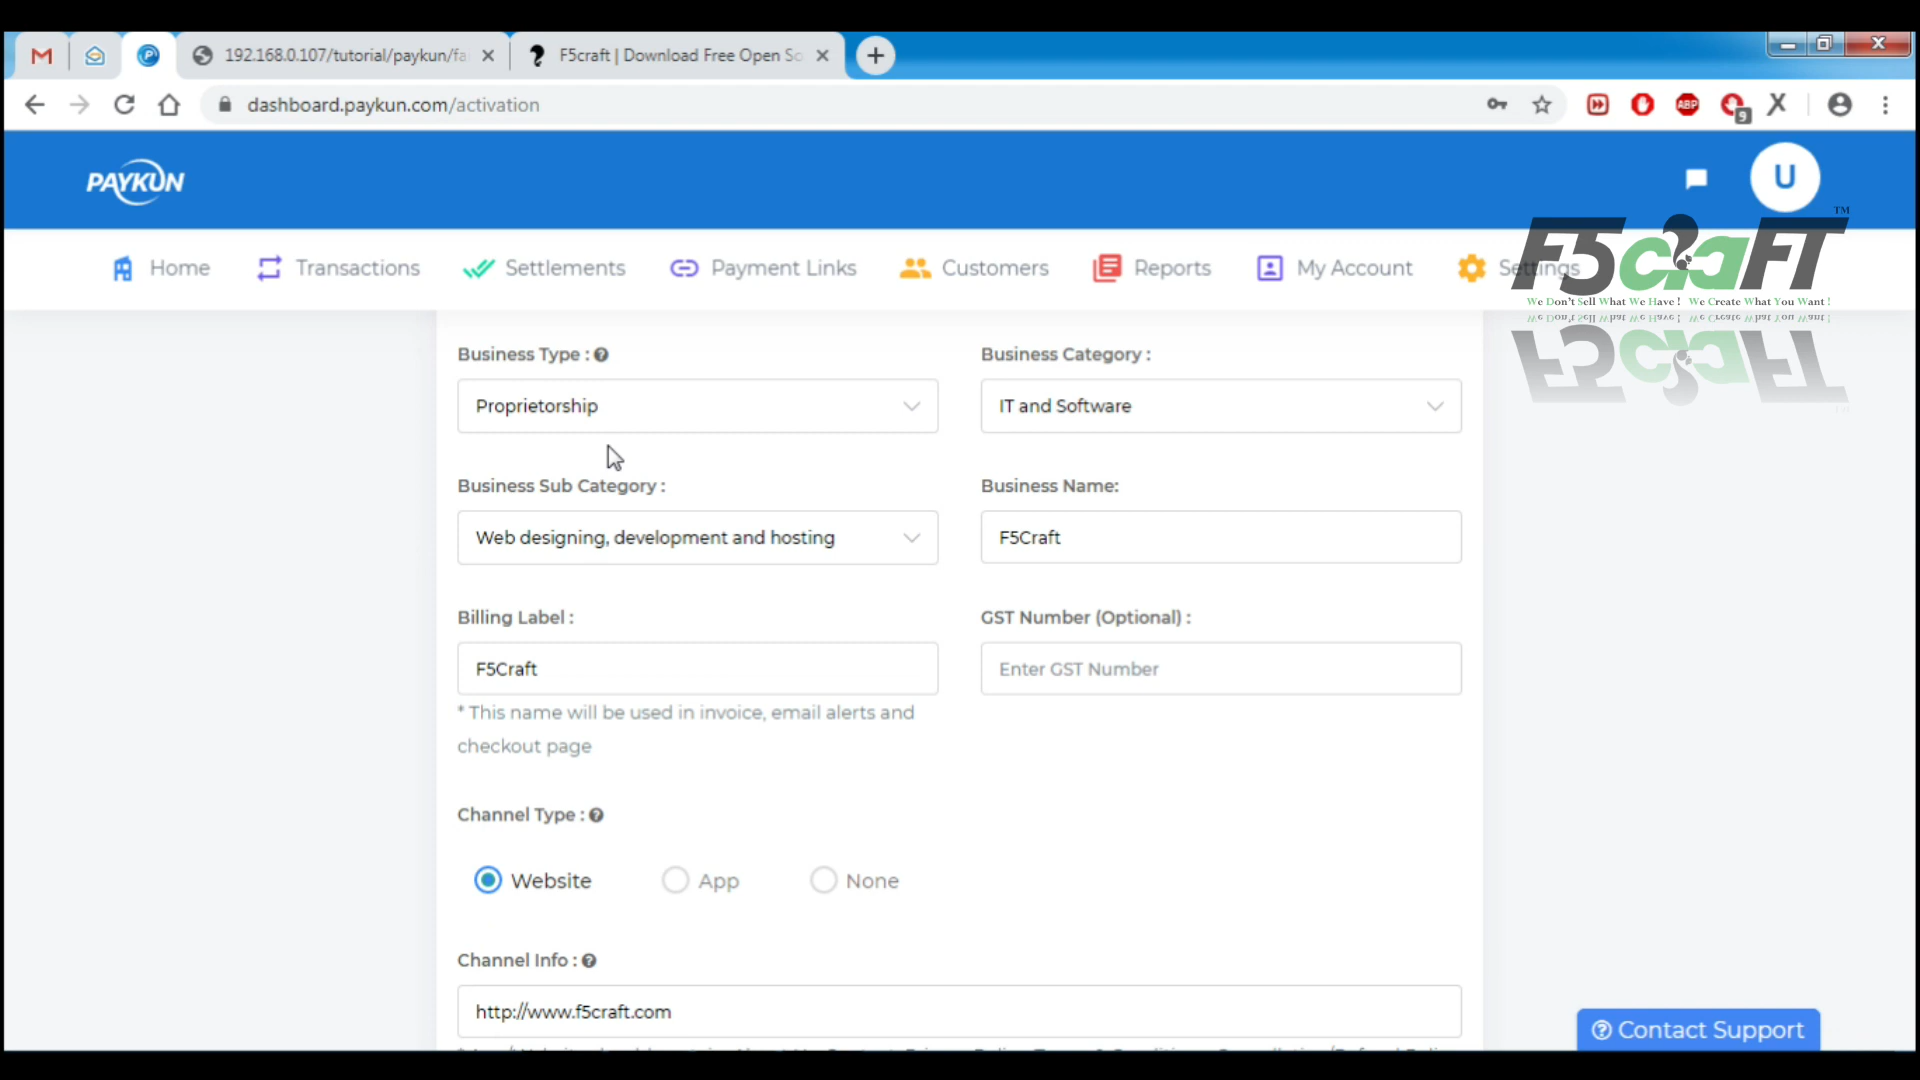 192.168.0.107/tutorial/paykun/fa
F5craft | Download Free Open So
dashboard.paykun.com/activation
ABP
9
PAYKUN
U
F5CRAFT
TM
We Don't Sell What We Have ! We Create What You Want !
Home
Transactions
Settlements
Payment Links
Customers
Reports
My Account
Settings
Business Type :
Business Category :
Proprietorship
IT and Software
Business Sub Category :
Business Name:
Web designing, development and hosting
F5Craft
Billing Label :
GST Number (Optional) :
F5Craft
Enter GST Number
* This name will be used in invoice, email alerts and
checkout page
Channel Type :
Website
App
None
Channel Info :
http://www.f5craft.com
Contact Support